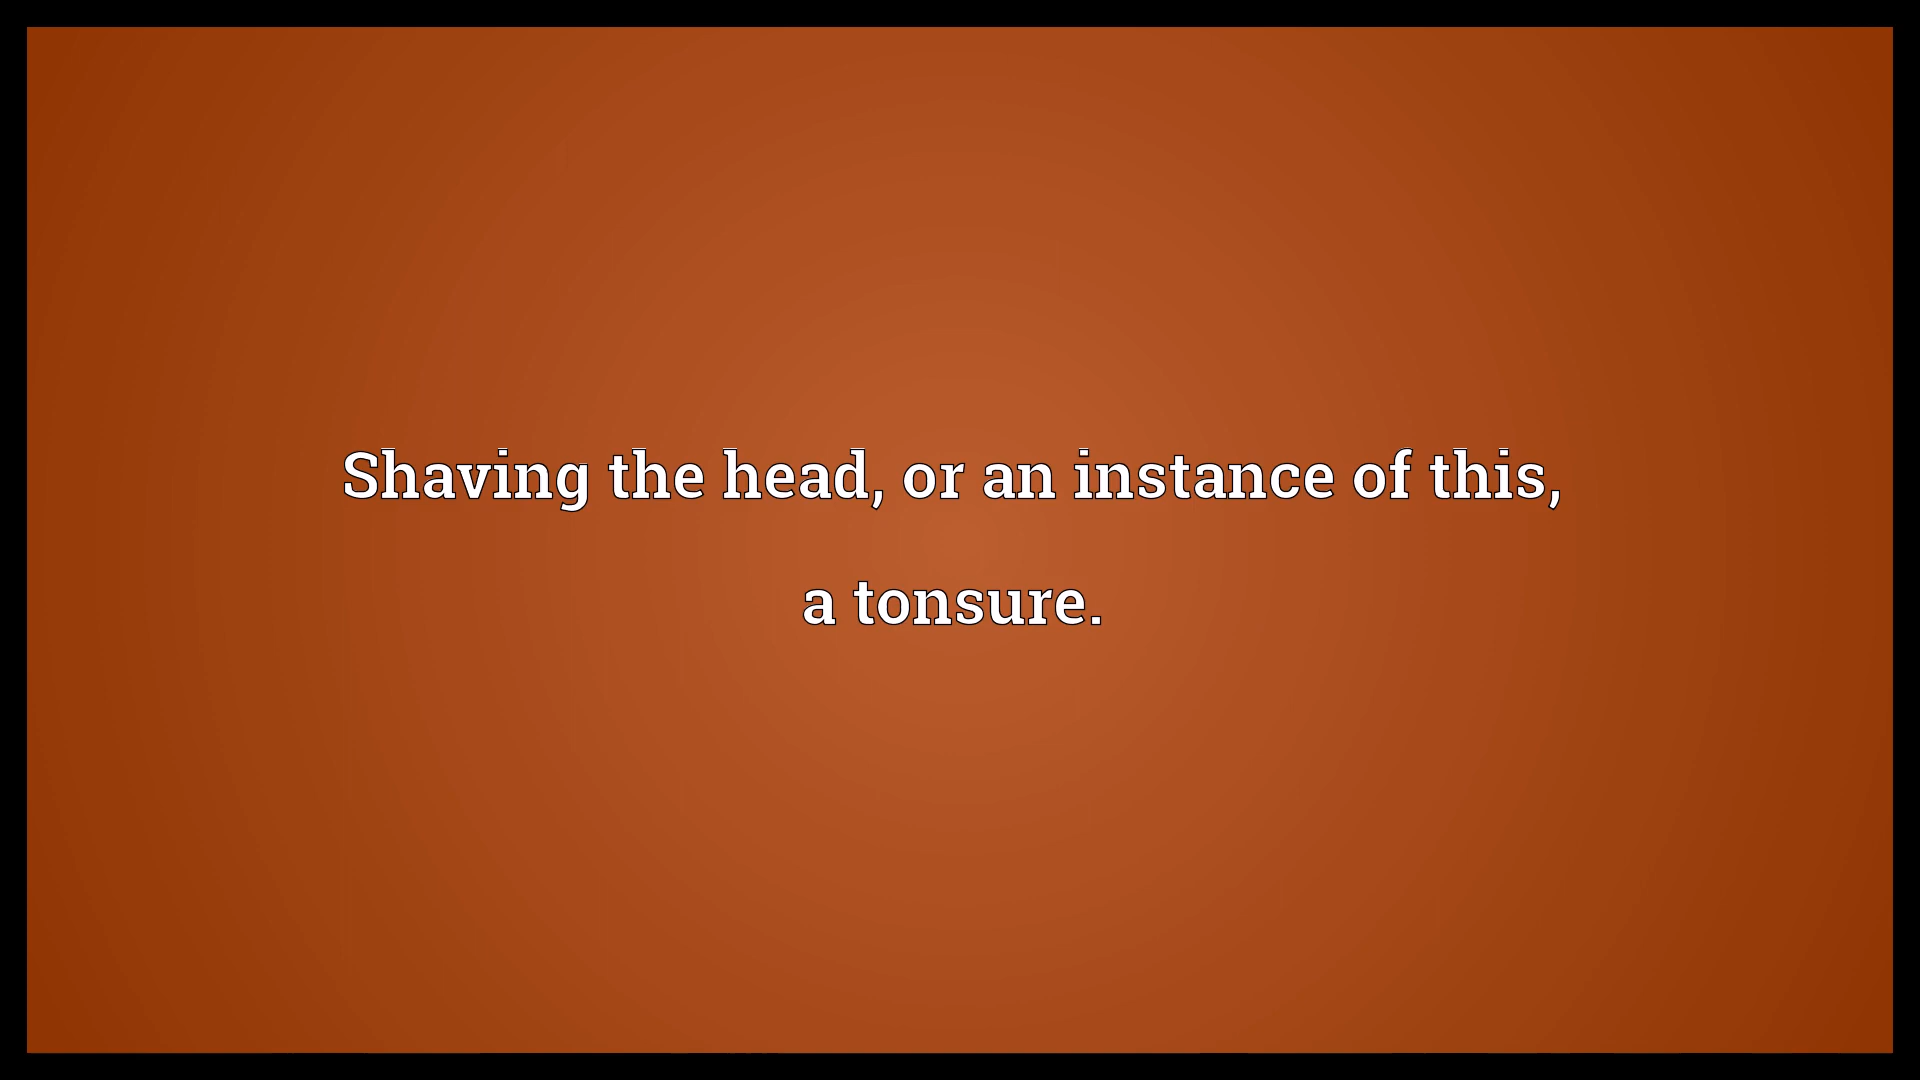 Shaving the head, or an instance of this,
a tonsure.